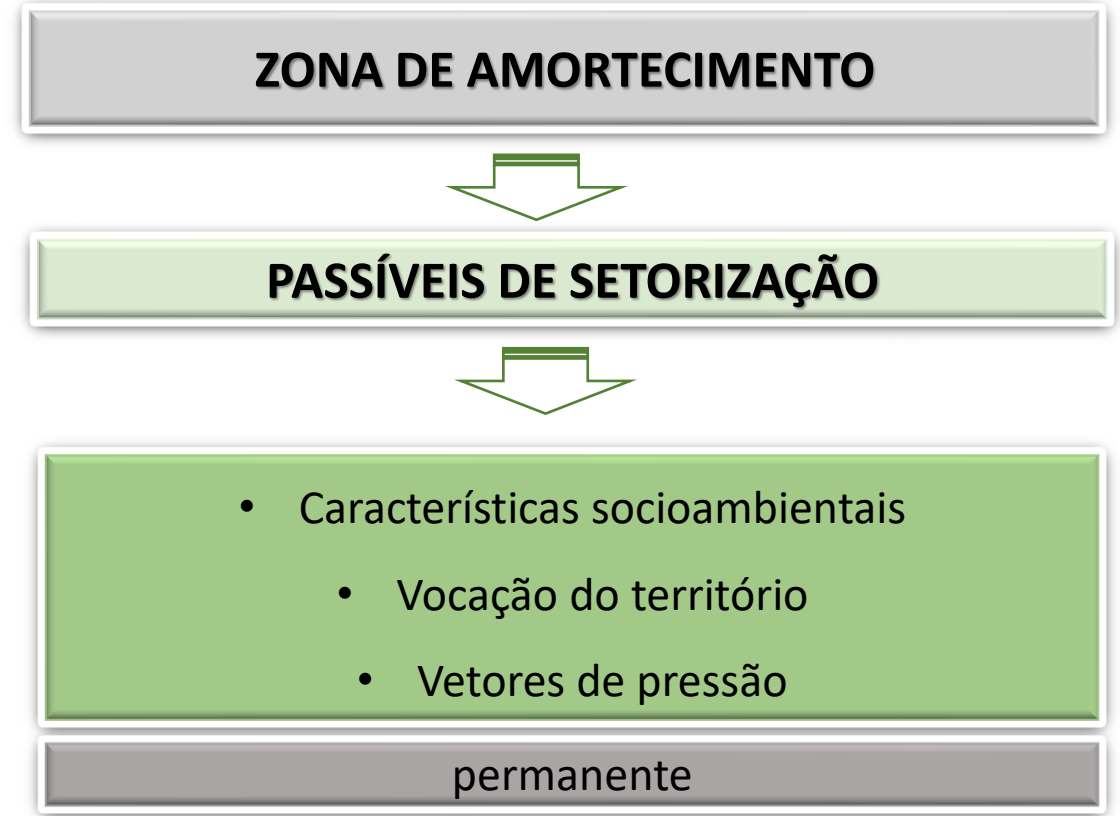 ZONA DE AMORTECIMENTO
PASSÍVEIS DE SETORIZAÇÃO
• Características socioambientais
• Vocação do território
• Vetores de pressão
permanente